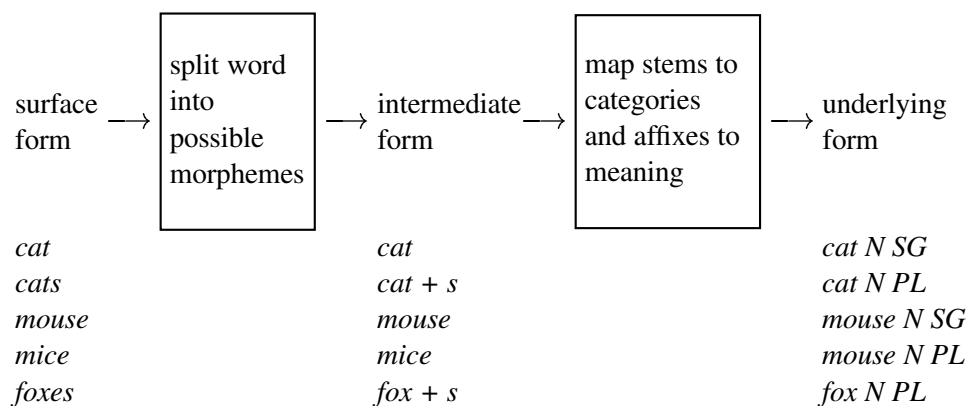 surface
form
split word
into
possible
morphemes
intermediate
form
map stems to
categories
and affixes to
meaning
underlying
form
cat cat cat N SG
cats cat + s cat N PL
mouse mouse mouse N SG
mice mice mouse N PL
foxes fox + s fox N PL